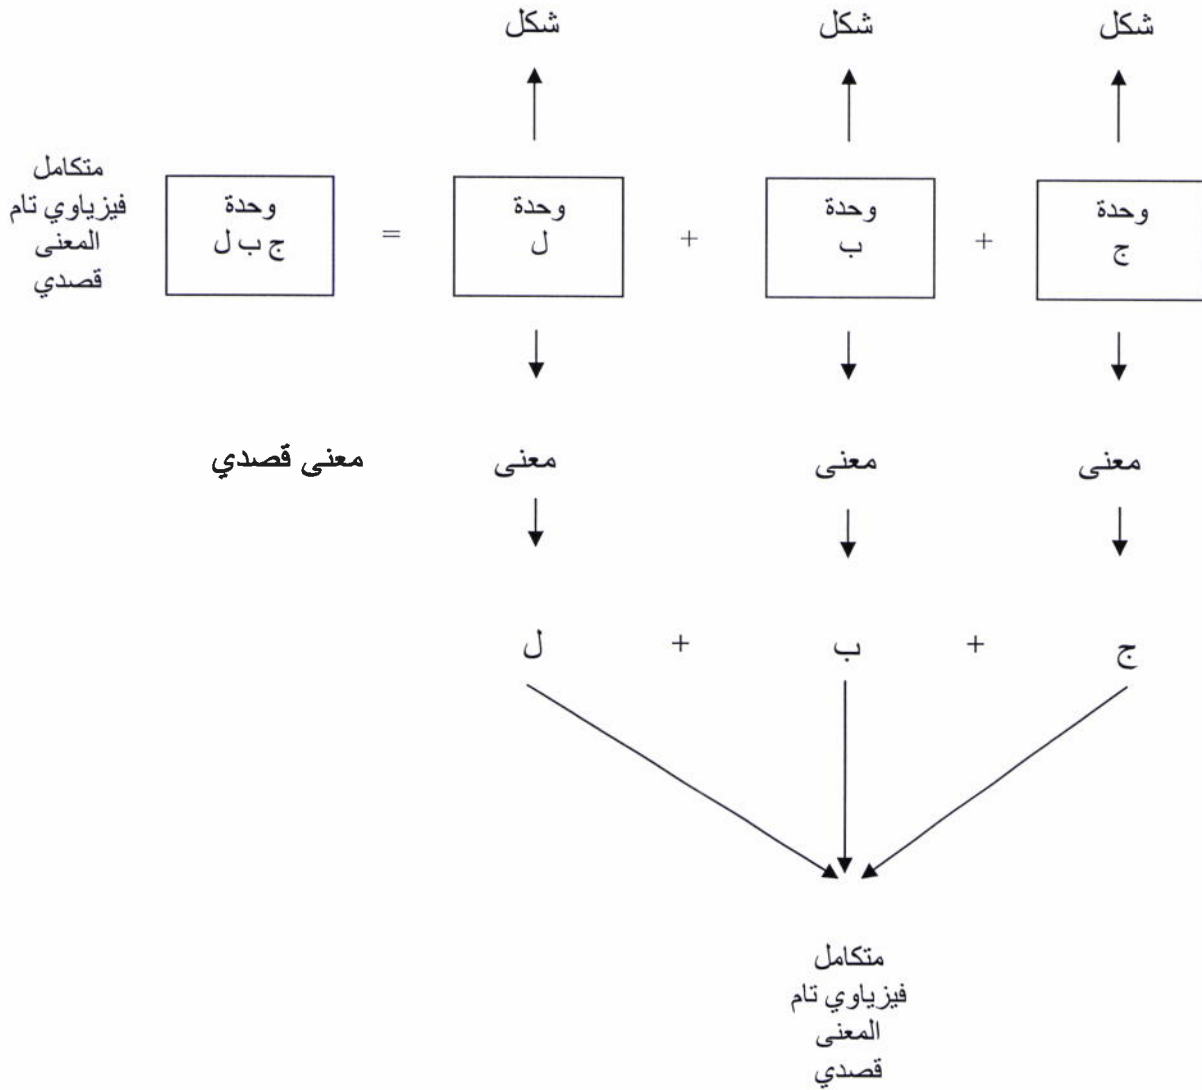 شكل
شكل
شكل
وحدة
ج
+
وحدة
ب
+
وحدة
ل
=
وحدة
ج ب ل
متكامل
فيزياوي تام
المعنى
قصدي
معنى
معنى
معنى
معنى قصدي
ج + ب + ل
متكامل
فيزياوي تام
المعنى
قصدي